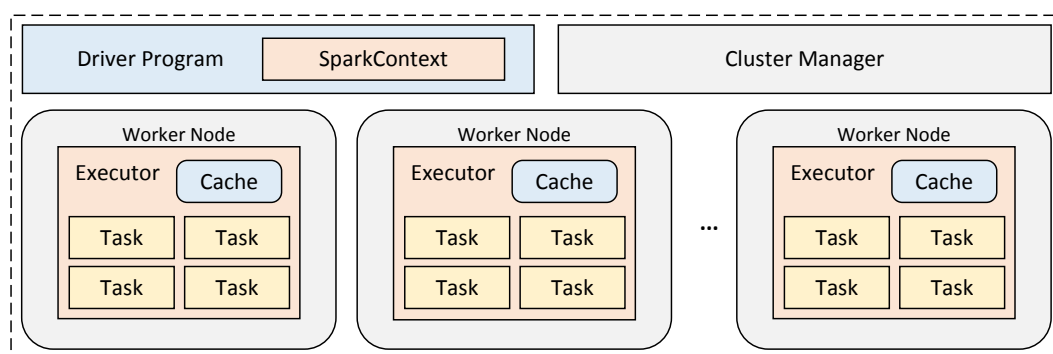 Driver Program SparkContext Cluster Manager
Worker Node Worker Node Worker Node
Executor Cache Executor Cache ... Executor Cache
Task Task Task Task Task Task
Task Task Task Task Task Task